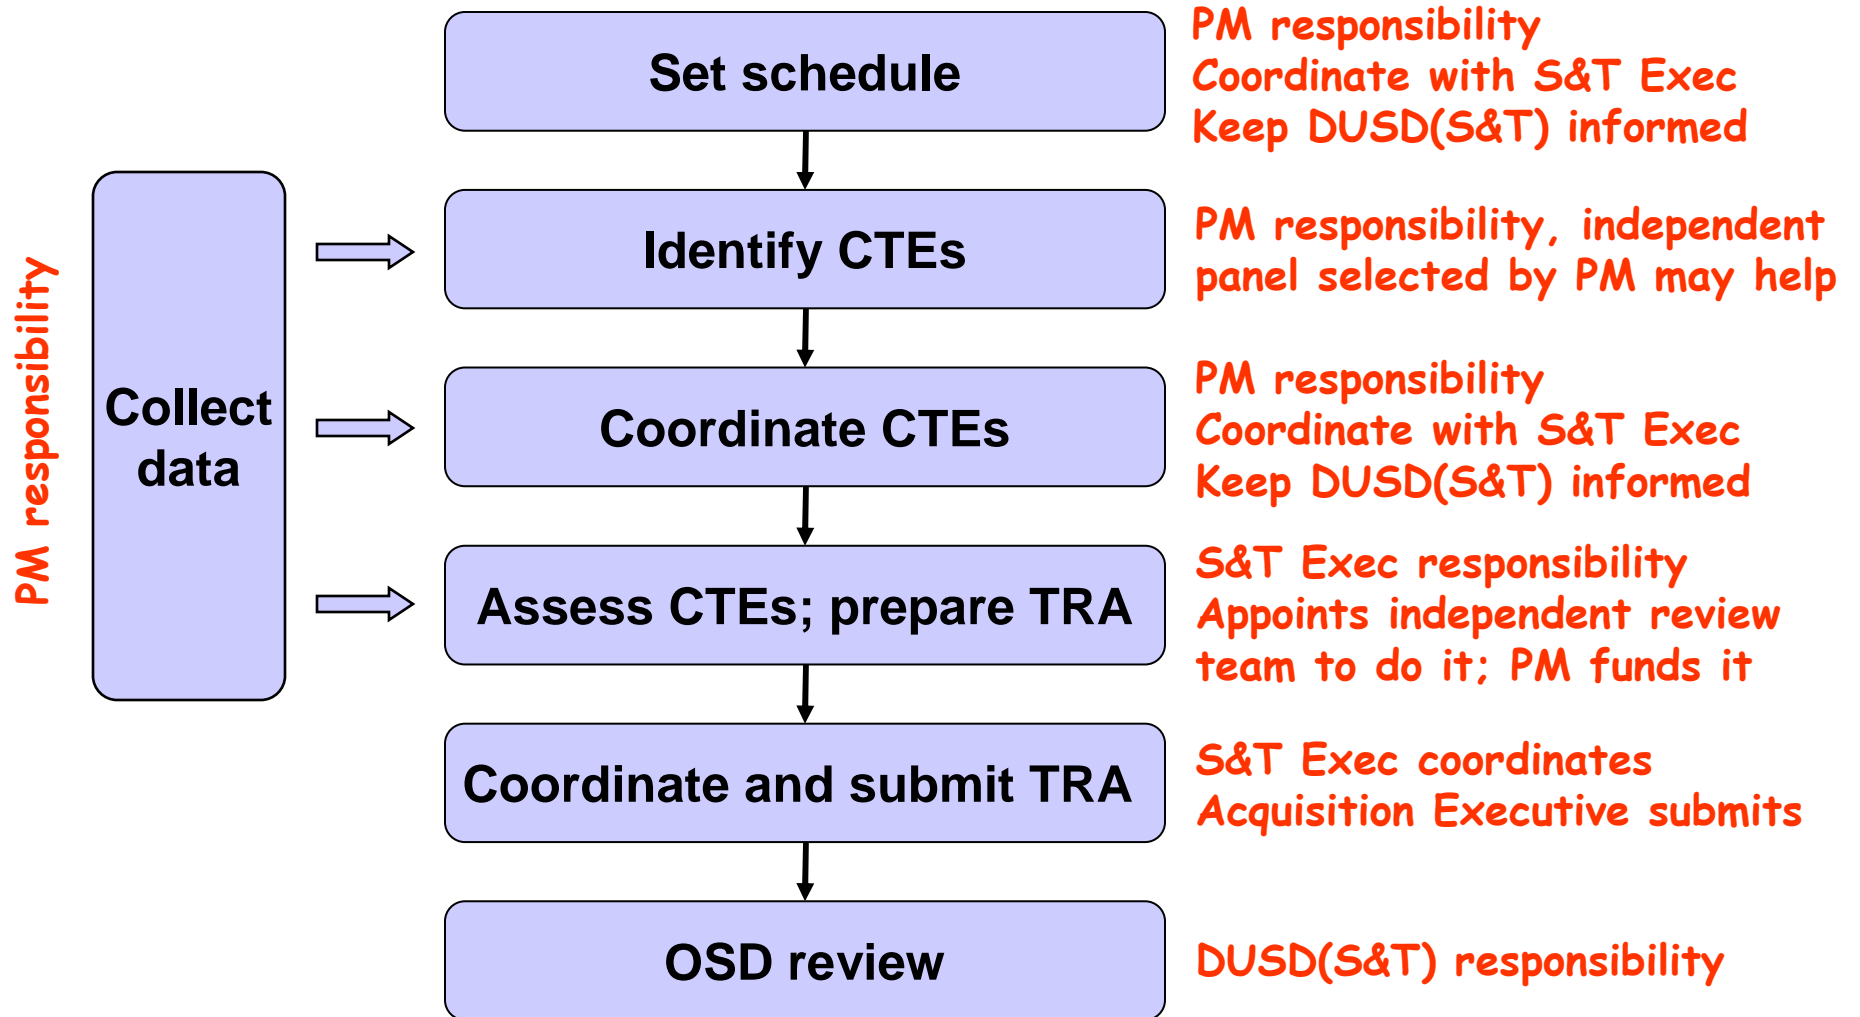 Set schedule
PM responsibility
Coordinate with S&T Exec
Keep DUSD(S&T) informed
PM responsibility
Collect
data
Identify CTEs
PM responsibility, independent
panel selected by PM may help
Coordinate CTEs
PM responsibility
Coordinate with S&T Exec
Keep DUSD(S&T) informed
Assess CTEs; prepare TRA
S&T Exec responsibility
Appoints independent review
team to do it; PM funds it
Coordinate and submit TRA
S&T Exec coordinates
Acquisition Executive submits
OSD review
DUSD(S&T) responsibility